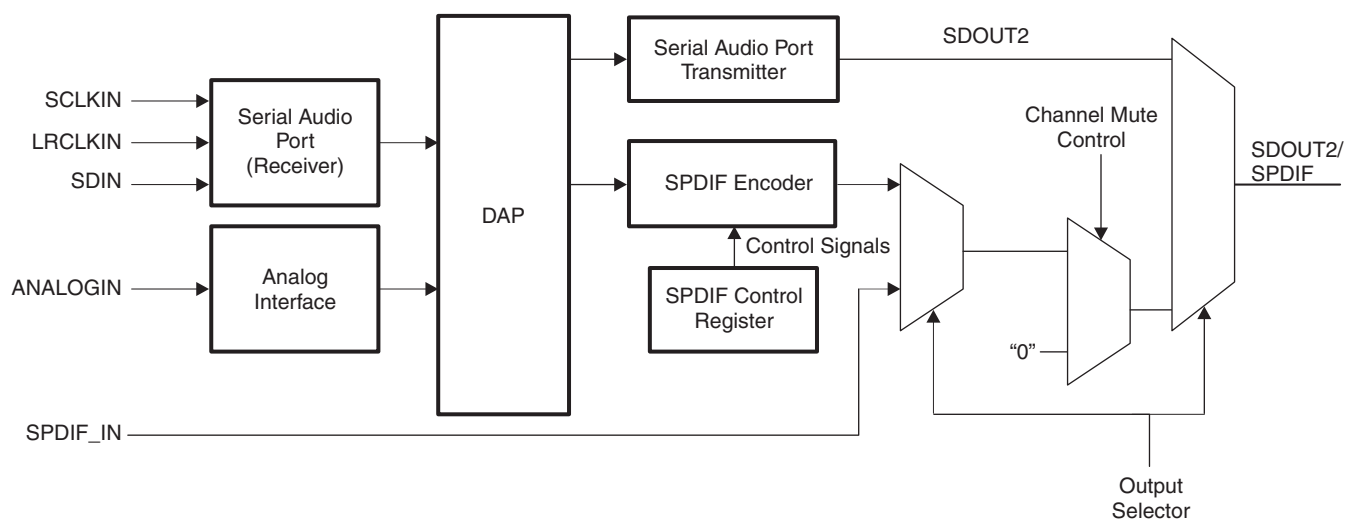 SCLKIN
LRCLKIN
SDIN
Serial Audio
Port
(Receiver)
ANALOGIN
Analog
Interface
SPDIF_IN
DAP
Serial Audio Port
Transmitter
SPDIF Encoder
Control Signals
SPDIF Control
Register
SDOUT2
Channel Mute
Control
“0”
SDOUT2/
SPDIF
Output
Selector